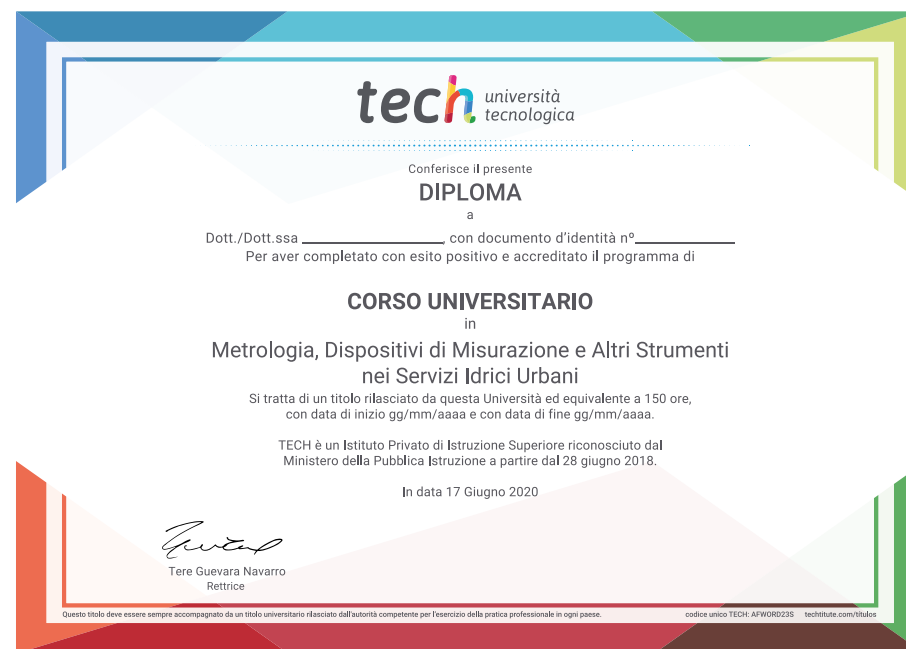 tech università
tecnologica
Conferisce il presente
DIPLOMA
a
Dott./Dott.ssa ____________________, con documento d'identità nº______________
Per aver completato con esito positivo e accreditato il programma di
CORSO UNIVERSITARIO
in
Metrologia, Dispositivi di Misurazione e Altri Strumenti
nei Servizi Idrici Urbani
Si tratta di un titolo rilasciato da questa Università ed equivalente a 150 ore,
con data di inizio gg/mm/aaaa e con data di fine gg/mm/aaaa.
TECH è un Istituto Privato di Istruzione Superiore riconosciuto dal
Ministero della Pubblica Istruzione a partire dal 28 giugno 2018.
In data 17 Giugno 2020
Tere Guevara Navarro
Rettrice
Questo titolo deve essere sempre accompagnato da un titolo universitario rilasciato dall'autorità competente per l'esercizio della pratica professionale in ogni paese. codice unico TECH: AFWORD23S techtitute.com/titulos